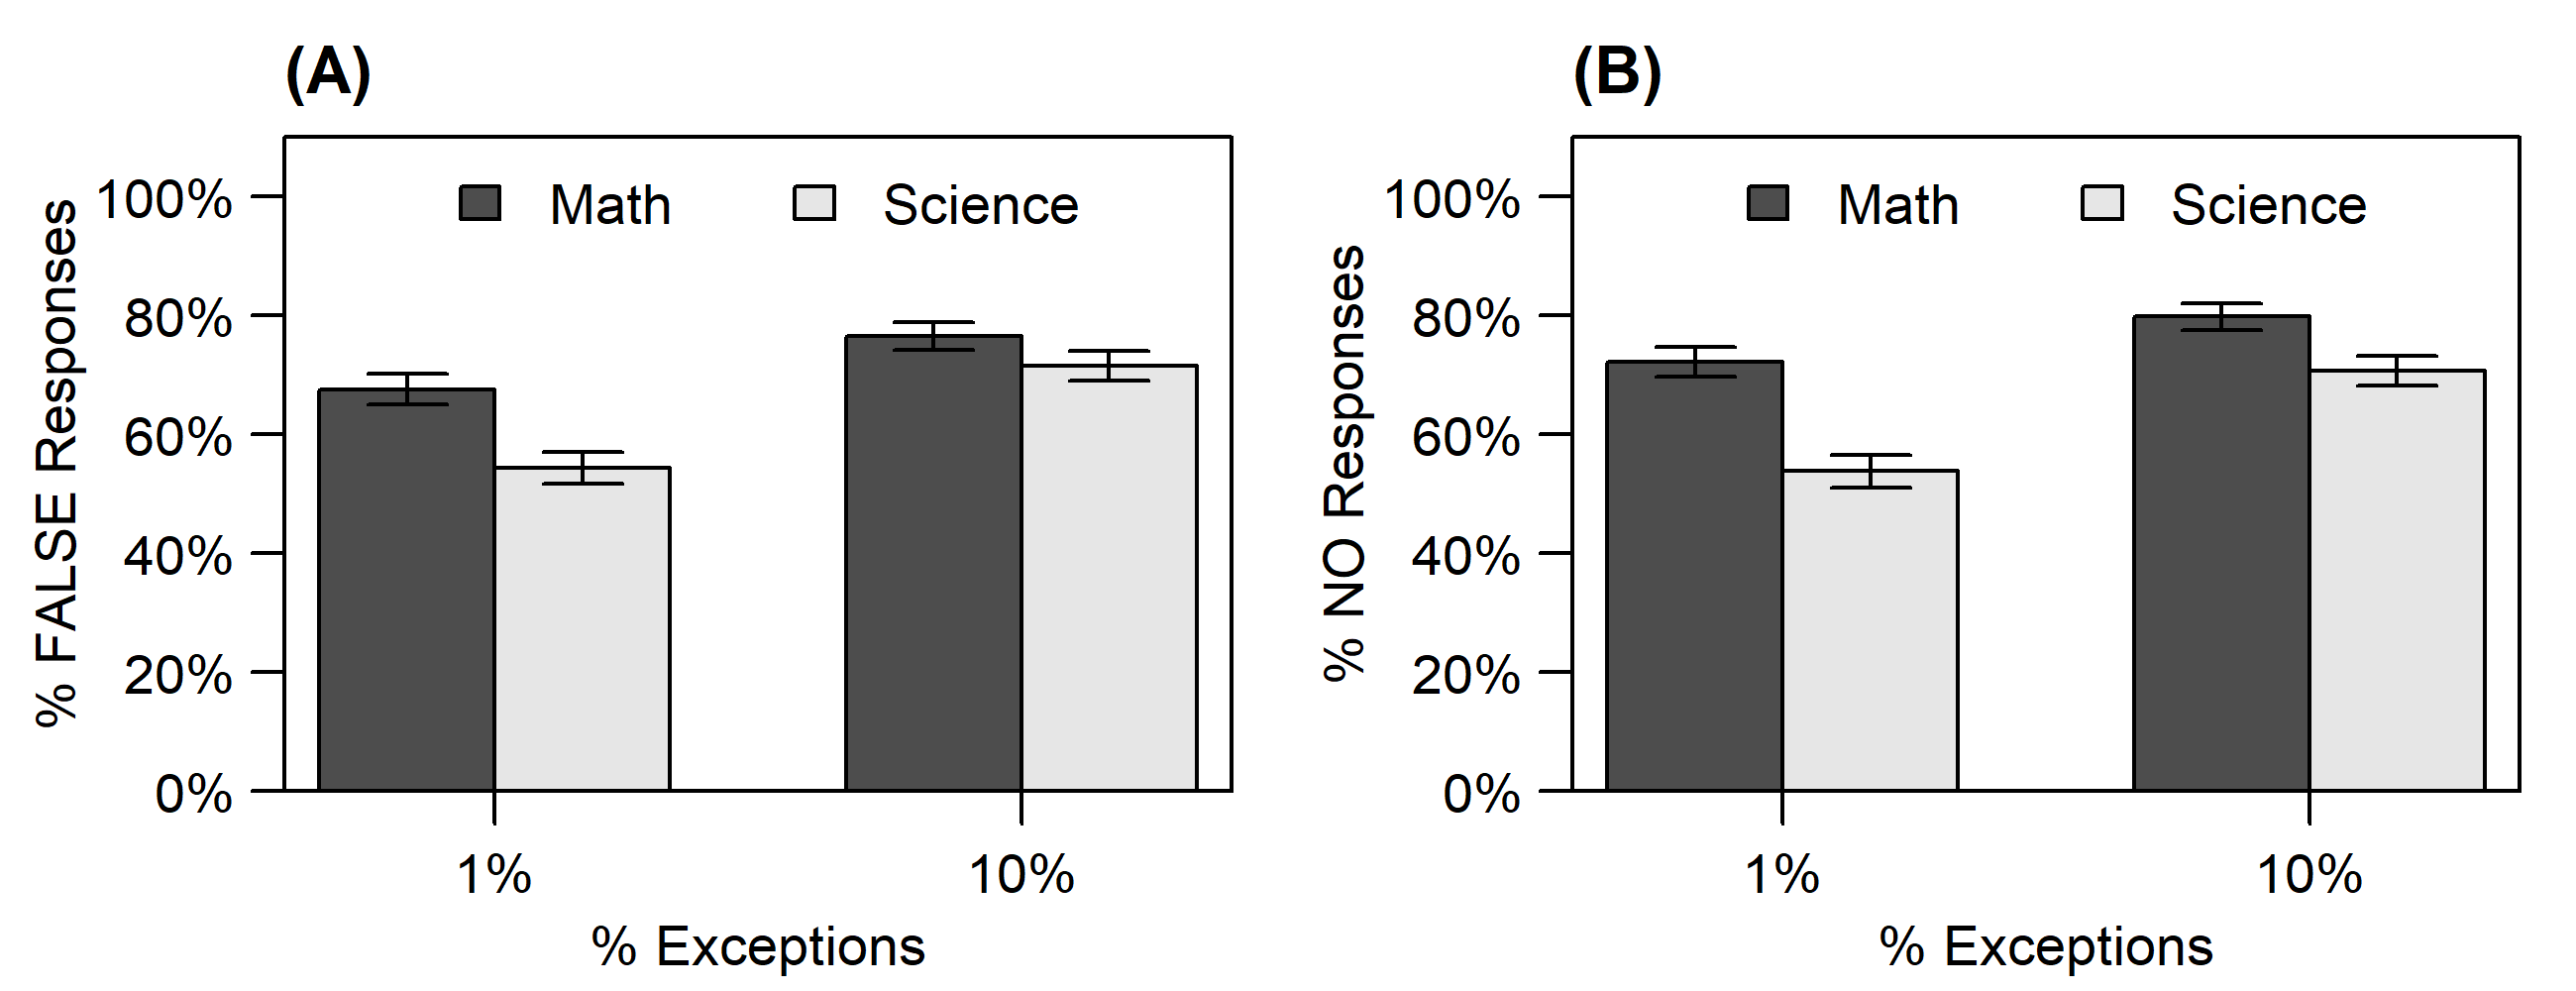 (A)
% FALSE Responses
100%
80%
60%
40%
20%
0%
Math
Science
1%
10%
% Exceptions
(B)
% NO Responses
100%
80%
60%
40%
20%
0%
Math
Science
1%
10%
% Exceptions